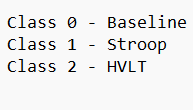 Class 0 - Baseline
Class 1 - Stroop
Class 2 - HVLT